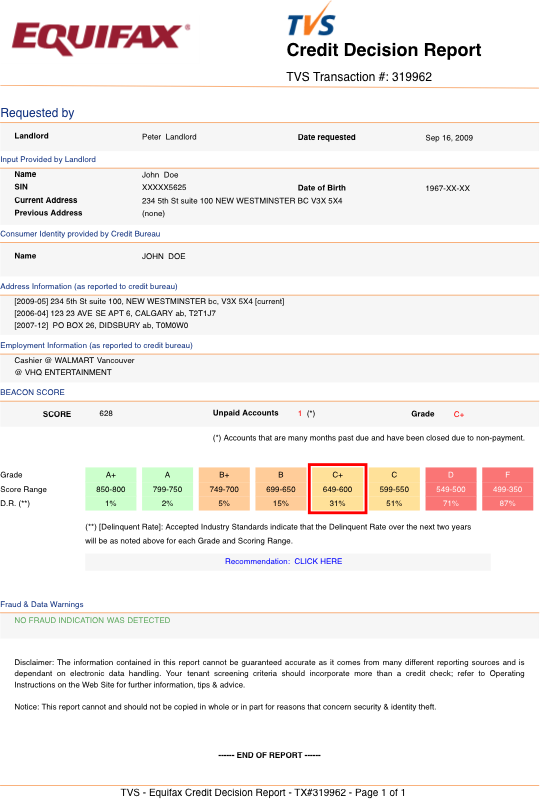 EQUIFAX
TVS
Credit Decision Report
TVS Transaction #: 319962
Requested by
Landlord Peter Landlord Date requested Sep 16, 2009
Input Provided by Landlord
Name John Doe
SIN XXXXX5625 Date of Birth 1967-XX-XX
Current Address 234 5th St suite 100 NEW WESTMINSTER BC V3X 5X4
Previous Address (none)
Consumer Identity provided by Credit Bureau
Name JOHN DOE
Address Information (as reported to credit bureau)
[2009-05] 234 5th St suite 100, NEW WESTMINSTER bc, V3X 5X4 [current]
[2006-04] 123 23 AVE SE APT 6, CALGARY ab, T2T1J7
[2007-12] PO BOX 26, DIDSBURY ab, T0M0W0
Employment Information (as reported to credit bureau)
Cashier @ WALMART Vancouver
@ VHQ ENTERTAINMENT
BEACON SCORE
SCORE 628 Unpaid Accounts 1 (*) Grade C+
(*) Accounts that are many months past due and have been closed due to non-payment.
Grade A+ A B+ B C+ C D F
Score Range 850-800 799-750 749-700 699-650 649-600 599-550 549-500 499-350
D.R. (**) 1% 2% 5% 15% 31% 51% 71% 87%
(**) [Delinquent Rate]: Accepted Industry Standards indicate that the Delinquent Rate over the next two years
will be as noted above for each Grade and Scoring Range.
Recommendation: CLICK HERE
Fraud & Data Warnings
NO FRAUD INDICATION WAS DETECTED
Disclaimer: The information contained in this report cannot be guaranteed accurate as it comes from many different reporting sources and is
dependant on electronic data handling. Your tenant screening criteria should incorporate more than a credit check; refer to Operating
Instructions on the Web Site for further information, tips & advice.
Notice: This report cannot and should not be copied in whole or in part for reasons that concern security & identity theft.
------ END OF REPORT ------
TVS - Equifax Credit Decision Report - TX#319962 - Page 1 of 1